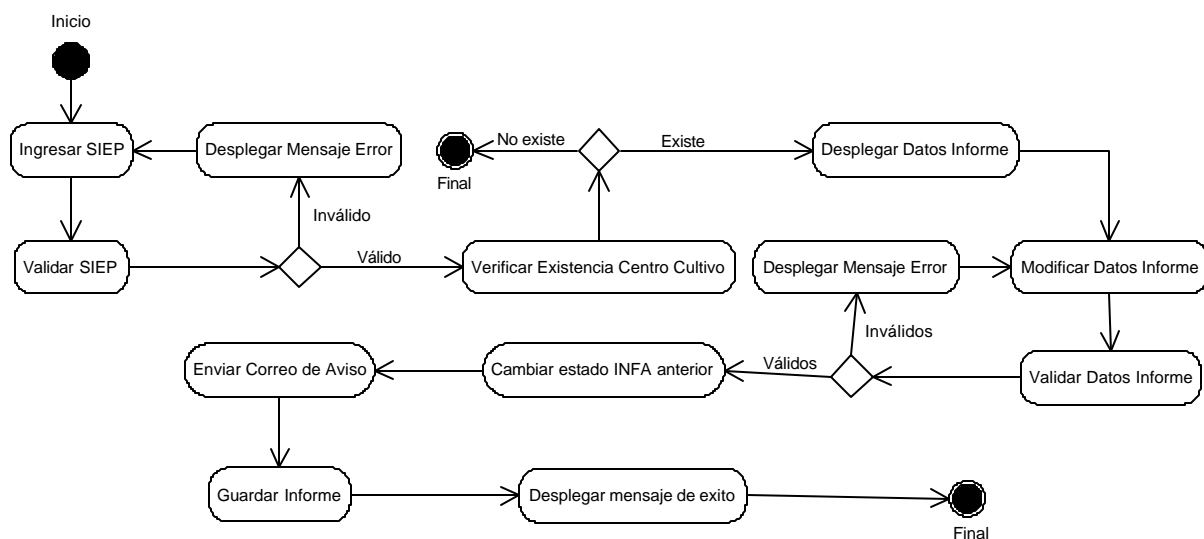 Inicio
Ingresar SIEP
Desplegar Mensaje Error
No existe
Existe
Desplegar Datos Informe
Final
Inválido
Validar SIEP
Válido
Verificar Existencia Centro Cultivo
Desplegar Mensaje Error
Modificar Datos Informe
Inválidos
Enviar Correo de Aviso
Cambiar estado INFA anterior
Válidos
Validar Datos Informe
Guardar Informe
Desplegar mensaje de exito
Final